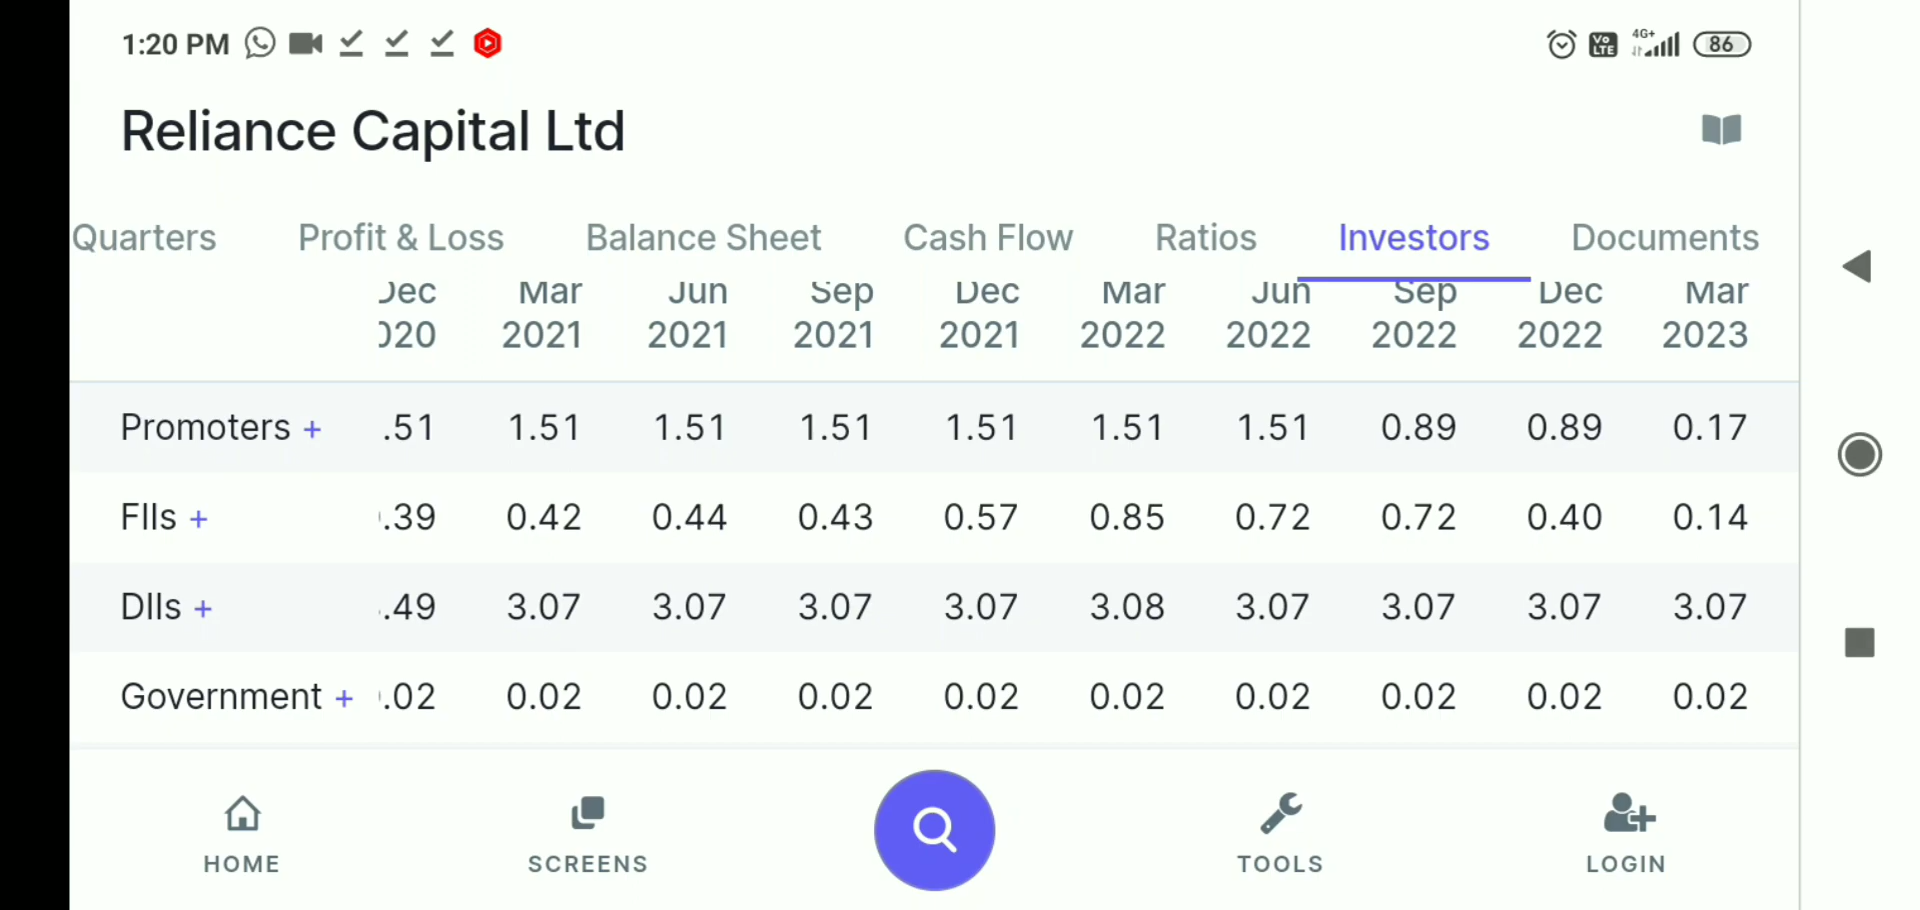 1:20 PM
Vo LTE 4G+ 86
Reliance Capital Ltd
Quarters Profit & Loss Balance Sheet Cash Flow Ratios Investors Documents
Dec Mar Jun Sep Dec Mar Jun Sep Dec Mar
020 2021 2021 2021 2021 2022 2022 2022 2022 2023
Promoters + .51 1.51 1.51 1.51 1.51 1.51 1.51 0.89 0.89 0.17
FIIs + .39 0.42 0.44 0.43 0.57 0.85 0.72 0.72 0.40 0.14
DIIs + .49 3.07 3.07 3.07 3.07 3.08 3.07 3.07 3.07 3.07
Government + .02 0.02 0.02 0.02 0.02 0.02 0.02 0.02 0.02 0.02
HOME SCREENS TOOLS LOGIN